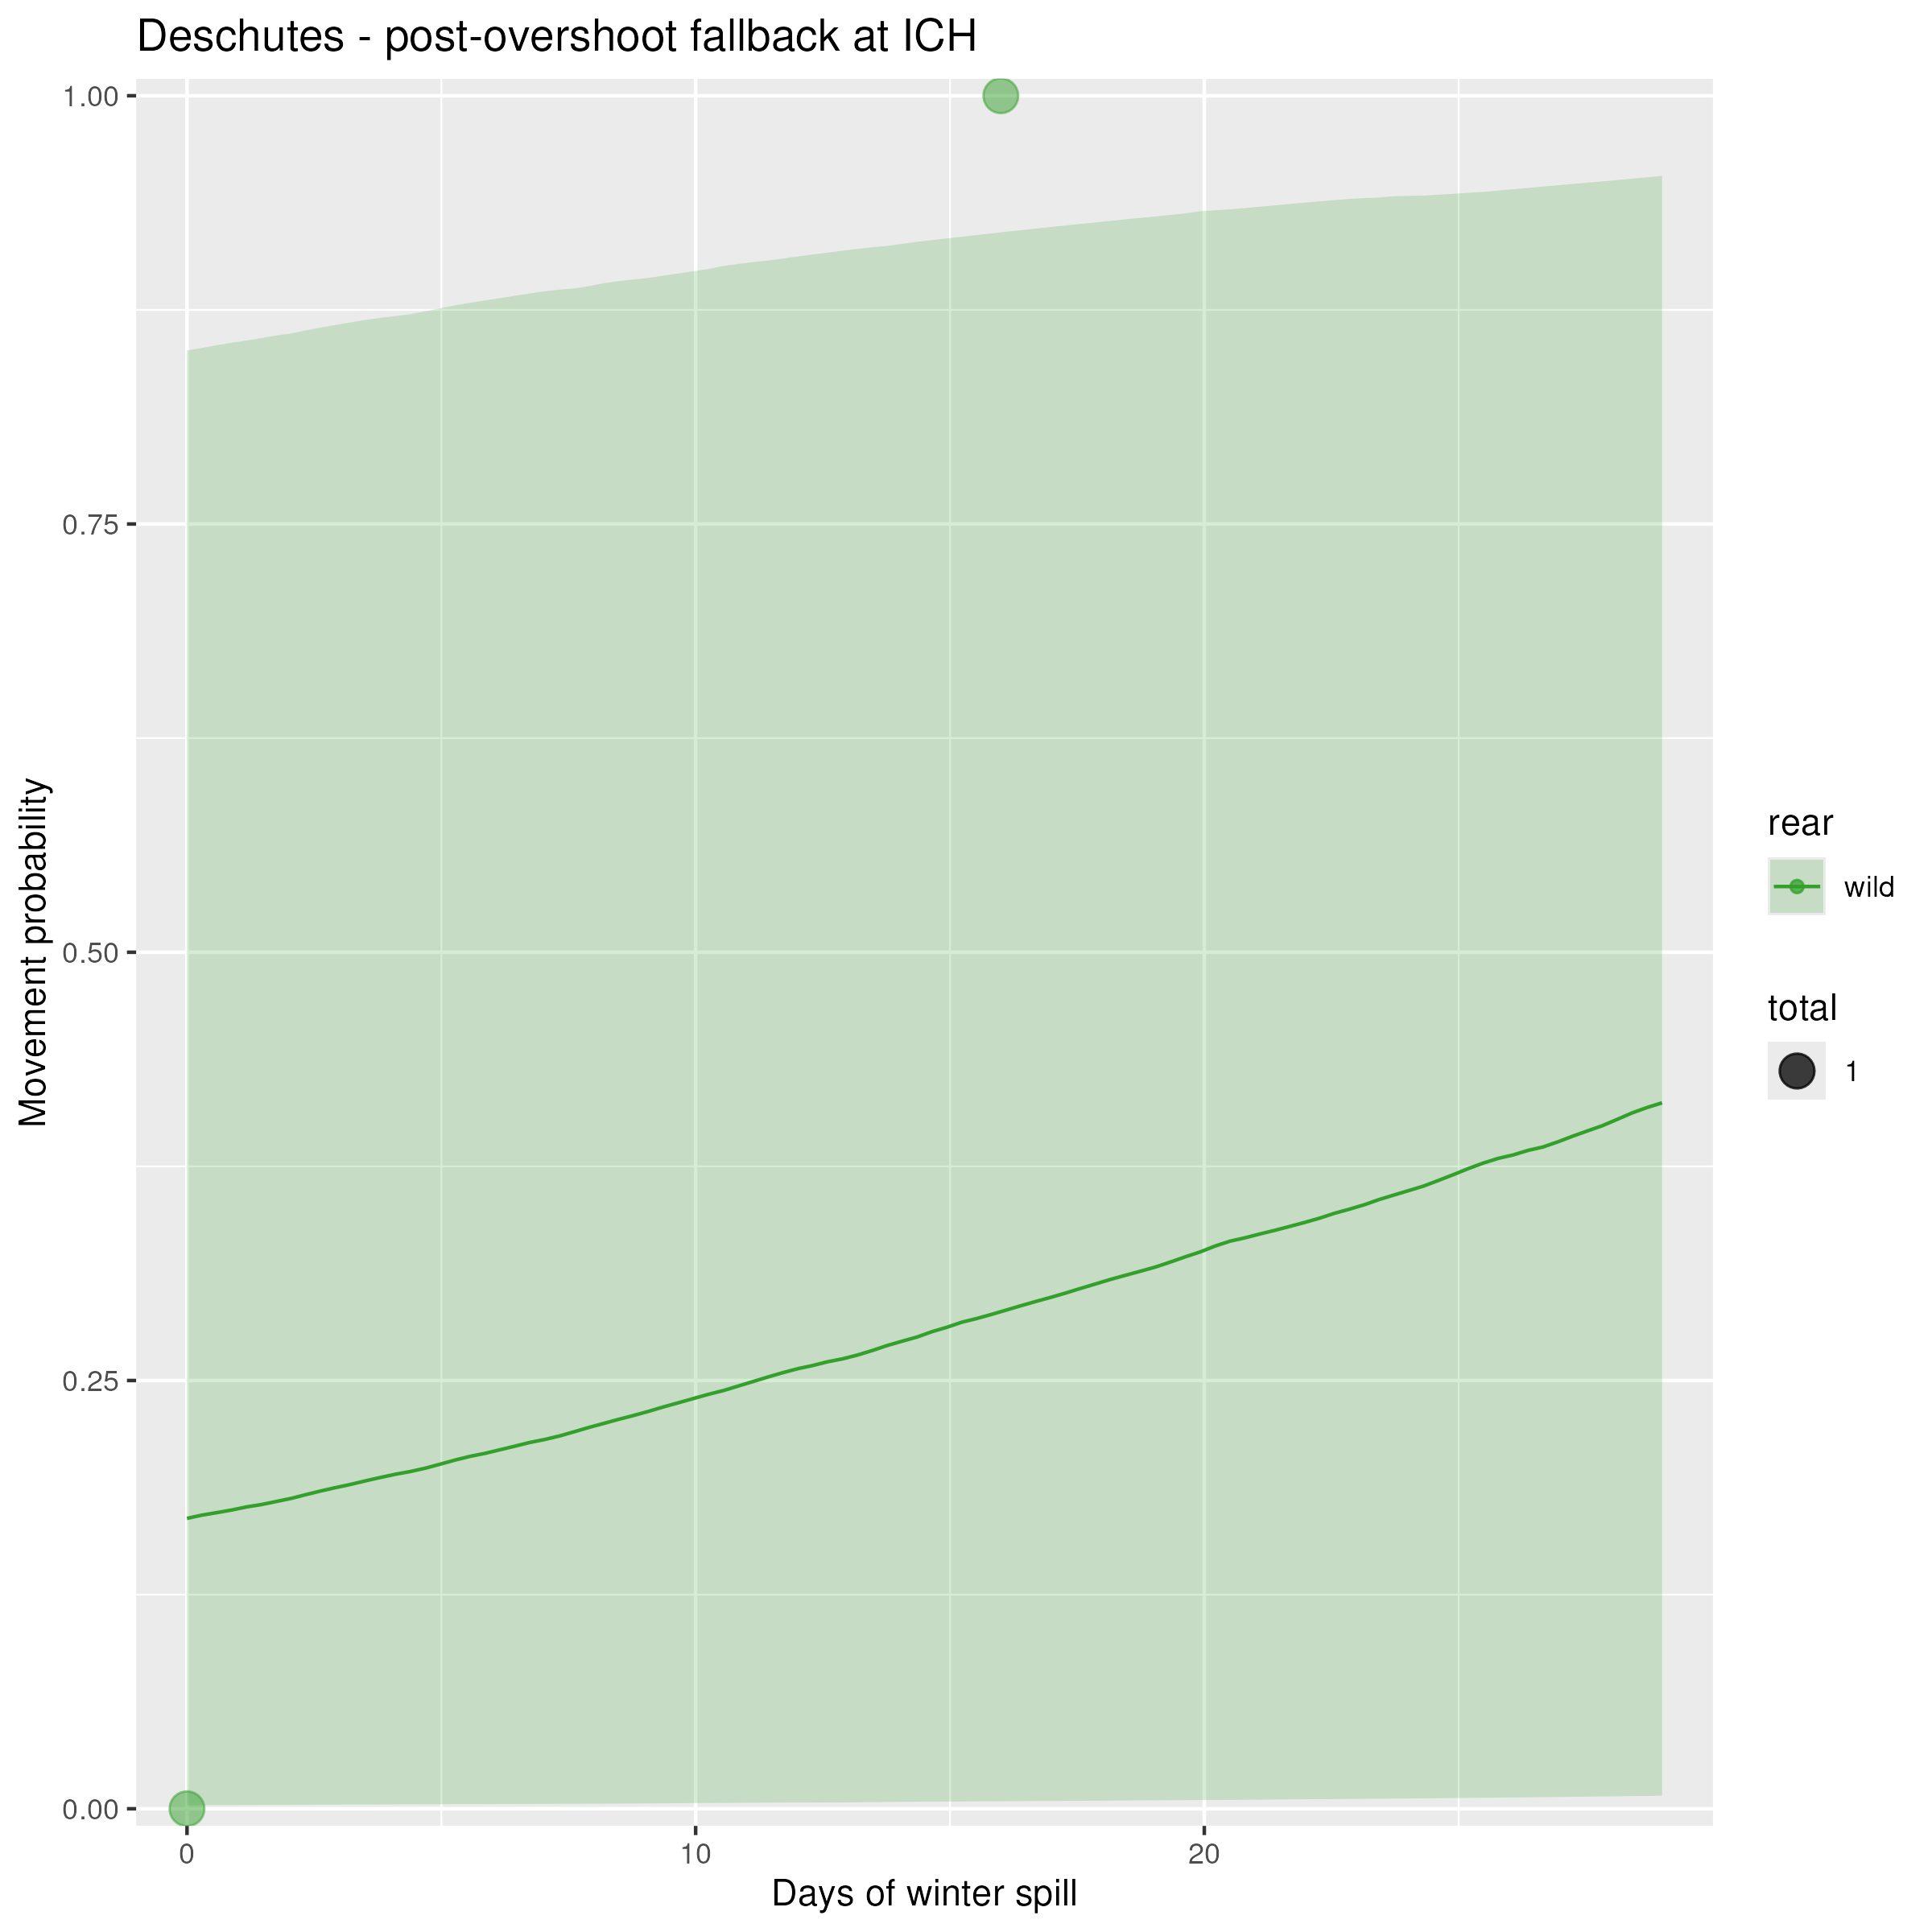 Deschutes - post-overshoot fallback at ICH
1.00
0.75
0.50
0.25
0.00
Movement probability
0
10
20
Days of winter spill
rear
wild
total
1